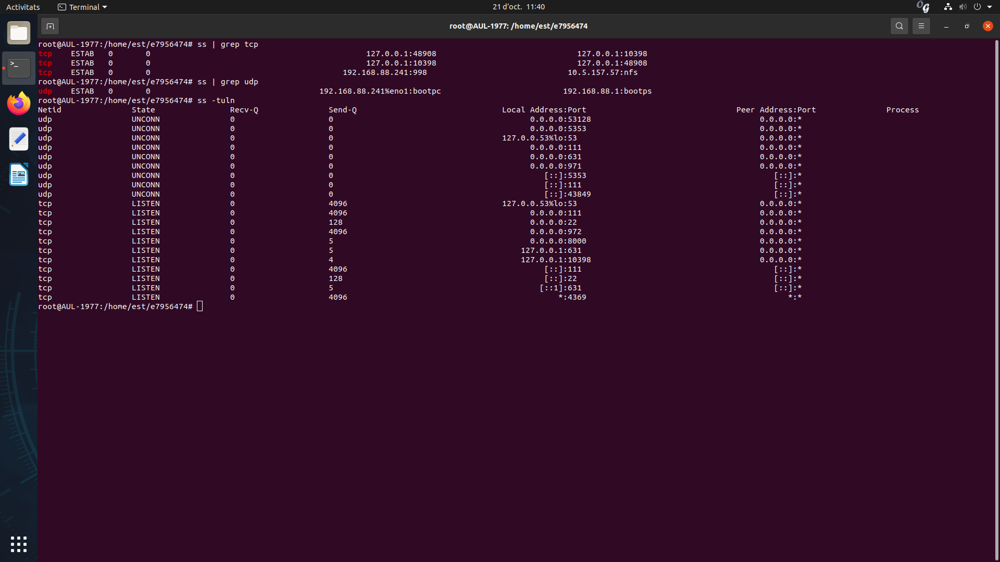 Activitats Terminal 21 d'oct. 11:40
root@AUL-1977: /home/est/e7956474
root@AUL-1977:/home/est/e7956474# ss | grep tcp
tcp ESTAB 0 0 127.0.0.1:48908 127.0.0.1:10398
tcp ESTAB 0 0 127.0.0.1:10398 127.0.0.1:48908
tcp ESTAB 0 0 192.168.88.241:998 10.5.157.57:nfs
root@AUL-1977:/home/est/e7956474# ss | grep udp
udp ESTAB 0 0 192.168.88.241%eno1:bootpc 192.168.88.1:bootps
root@AUL-1977:/home/est/e7956474# ss -tuln
Netid State Recv-Q Send-Q Local Address:Port Peer Address:Port Process
udp UNCONN 0 0 0.0.0.0:53128 0.0.0.0:*
udp UNCONN 0 0 0.0.0.0:5353 0.0.0.0:*
udp UNCONN 0 0 127.0.0.53%lo:53 0.0.0.0:*
udp UNCONN 0 0 0.0.0.0:111 0.0.0.0:*
udp UNCONN 0 0 0.0.0.0:631 0.0.0.0:*
udp UNCONN 0 0 0.0.0.0:971 0.0.0.0:*
udp UNCONN 0 0 [::]:5353 [::]:*
udp UNCONN 0 0 [::]:111 [::]:*
udp UNCONN 0 0 [::]:43849 [::]:*
tcp LISTEN 0 4096 127.0.0.53%lo:53 0.0.0.0:*
tcp LISTEN 0 4096 0.0.0.0:111 0.0.0.0:*
tcp LISTEN 0 128 0.0.0.0:22 0.0.0.0:*
tcp LISTEN 0 4096 0.0.0.0:972 0.0.0.0:*
tcp LISTEN 0 5 0.0.0.0:8000 0.0.0.0:*
tcp LISTEN 0 5 127.0.0.1:631 0.0.0.0:*
tcp LISTEN 0 4 127.0.0.1:10398 0.0.0.0:*
tcp LISTEN 0 4096 [::]:111 [::]:*
tcp LISTEN 0 128 [::]:22 [::]:*
tcp LISTEN 0 5 [::1]:631 [::]:*
tcp LISTEN 0 4096 *:4369 *:*
root@AUL-1977:/home/est/e7956474#